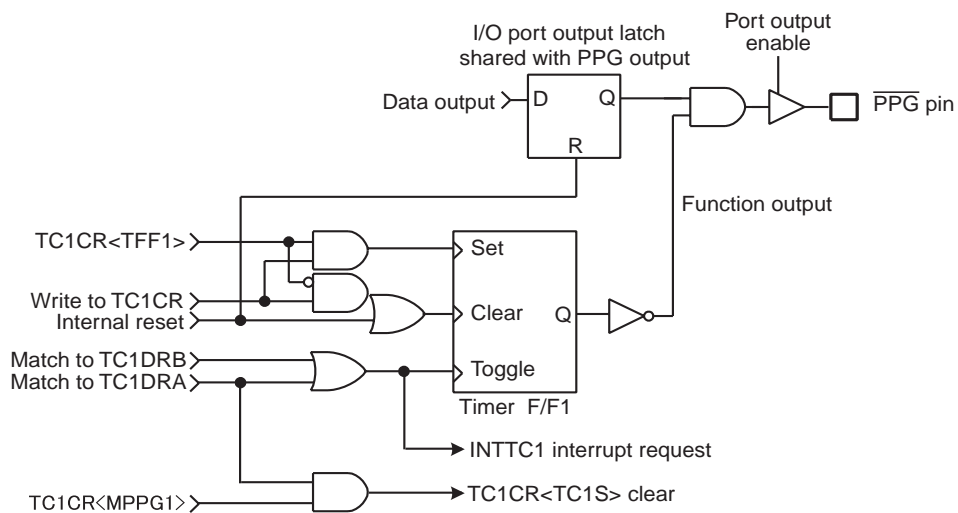 Port output
enable
I/O port output latch
shared with PPG output
Data output
D
Q
R
PPG pin
Function output
TC1CR<TFF1>
Set
Write to TC1CR
Internal reset
Clear
Q
Match to TC1DRB
Match to TC1DRA
Toggle
Timer F/F1
INTTC1 interrupt request
TC1CR<MPPG1>
TC1CR<TC1S> clear